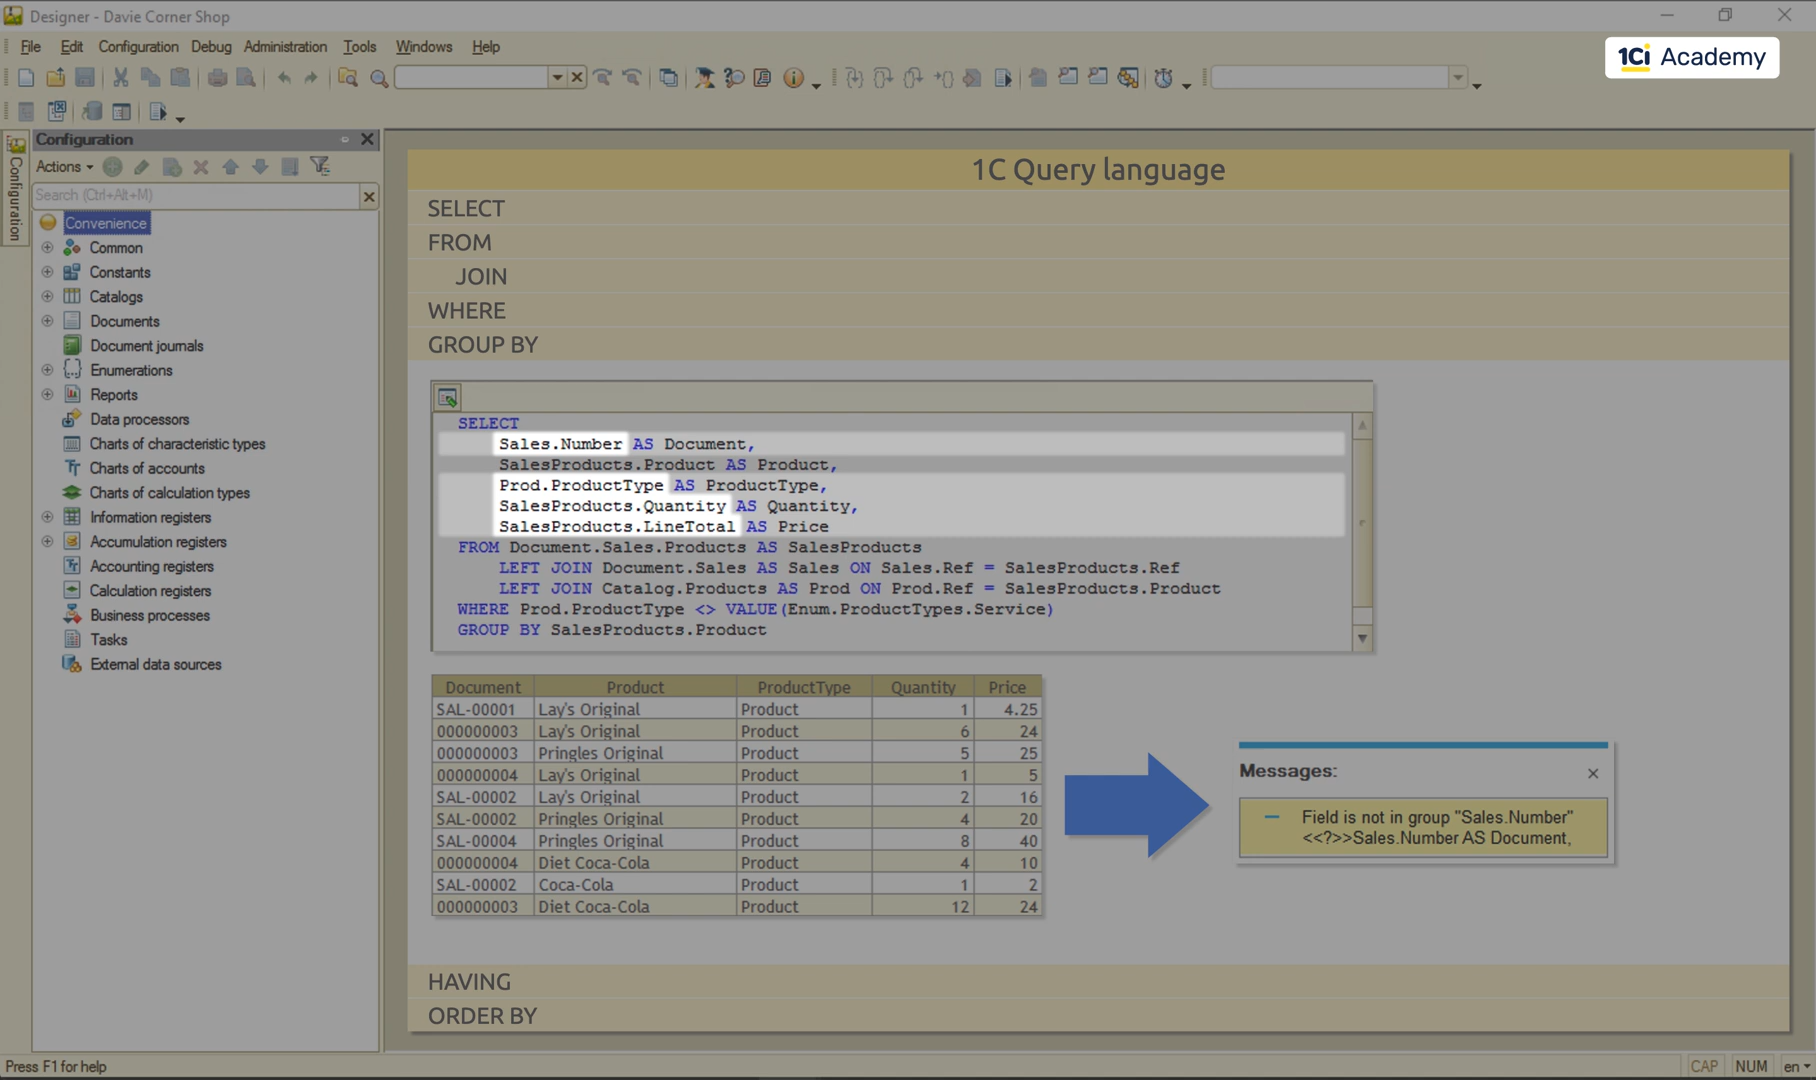 Designer - Davie Corner Shop
File Edit Configuration Debug Administration Tools Windows Help
1Ci Academy
Configuration
Configuration
Actions
Search (Ctrl+Alt+M)
Convenience
Common
Constants
Catalogs
Documents
Document journals
Enumerations
Reports
Data processors
Charts of characteristic types
Charts of accounts
Charts of calculation types
Information registers
Accumulation registers
Accounting registers
Calculation registers
Business processes
Tasks
External data sources
1C Query language
SELECT
FROM
JOIN
WHERE
GROUP BY
SELECT
Sales.Number AS Document,
SalesProducts.Product AS Product,
Prod.ProductType AS ProductType,
SalesProducts.Quantity AS Quantity,
SalesProducts.LineTotal AS Price
FROM Document.Sales.Products AS SalesProducts
LEFT JOIN Document.Sales AS Sales ON Sales.Ref = SalesProducts.Ref
LEFT JOIN Catalog.Products AS Prod ON Prod.Ref = SalesProducts.Product
WHERE Prod.ProductType <> VALUE(Enum.ProductTypes.Service)
GROUP BY SalesProducts.Product
Document Product ProductType Quantity Price
SAL-00001 Lay's Original Product 1 4.25
000000003 Lay's Original Product 6 24
000000003 Pringles Original Product 5 25
000000004 Lay's Original Product 1 5
SAL-00002 Lay's Original Product 2 16
SAL-00002 Pringles Original Product 4 20
SAL-00004 Pringles Original Product 8 40
000000004 Diet Coca-Cola Product 4 10
SAL-00002 Coca-Cola Product 1 2
000000003 Diet Coca-Cola Product 12 24
Messages:
Field is not in group "Sales.Number"
<<?>>Sales.Number AS Document,
HAVING
ORDER BY
Press F1 for help
CAP NUM en